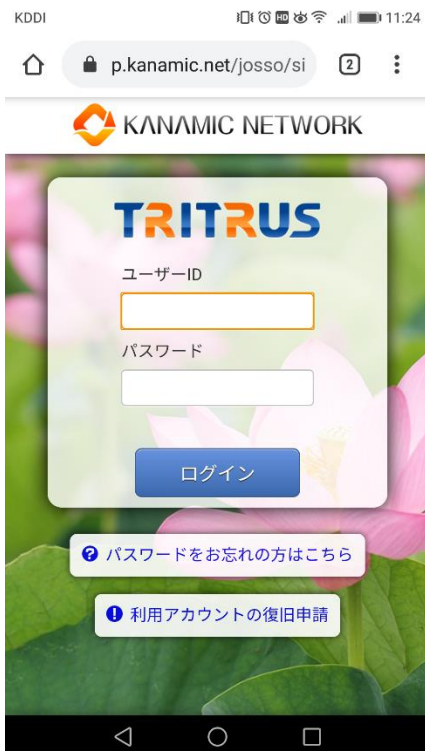 KDDI 11:24
p.kanamic.net/josso/si 2
KANAMIC NETWORK
TRITRUS
ユーザーID
パスワード
ログイン
パスワードをお忘れの方はこちら
利用アカウントの復旧申請